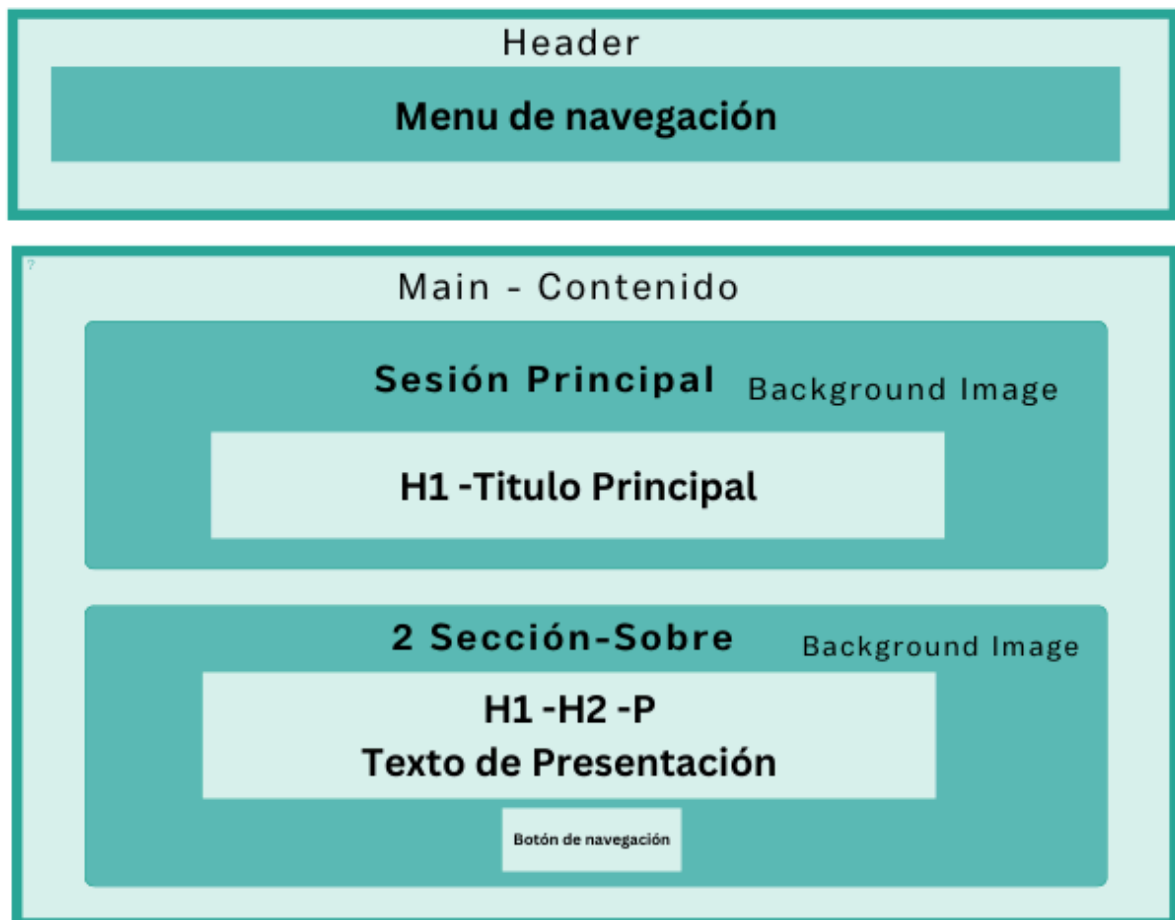 Header
Menu de navegación
?
Main - Contenido
Sesión Principal
Background Image
H1 -Titulo Principal
2 Sección-Sobre
Background Image
H1 -H2 -P
Texto de Presentación
Botón de navegación